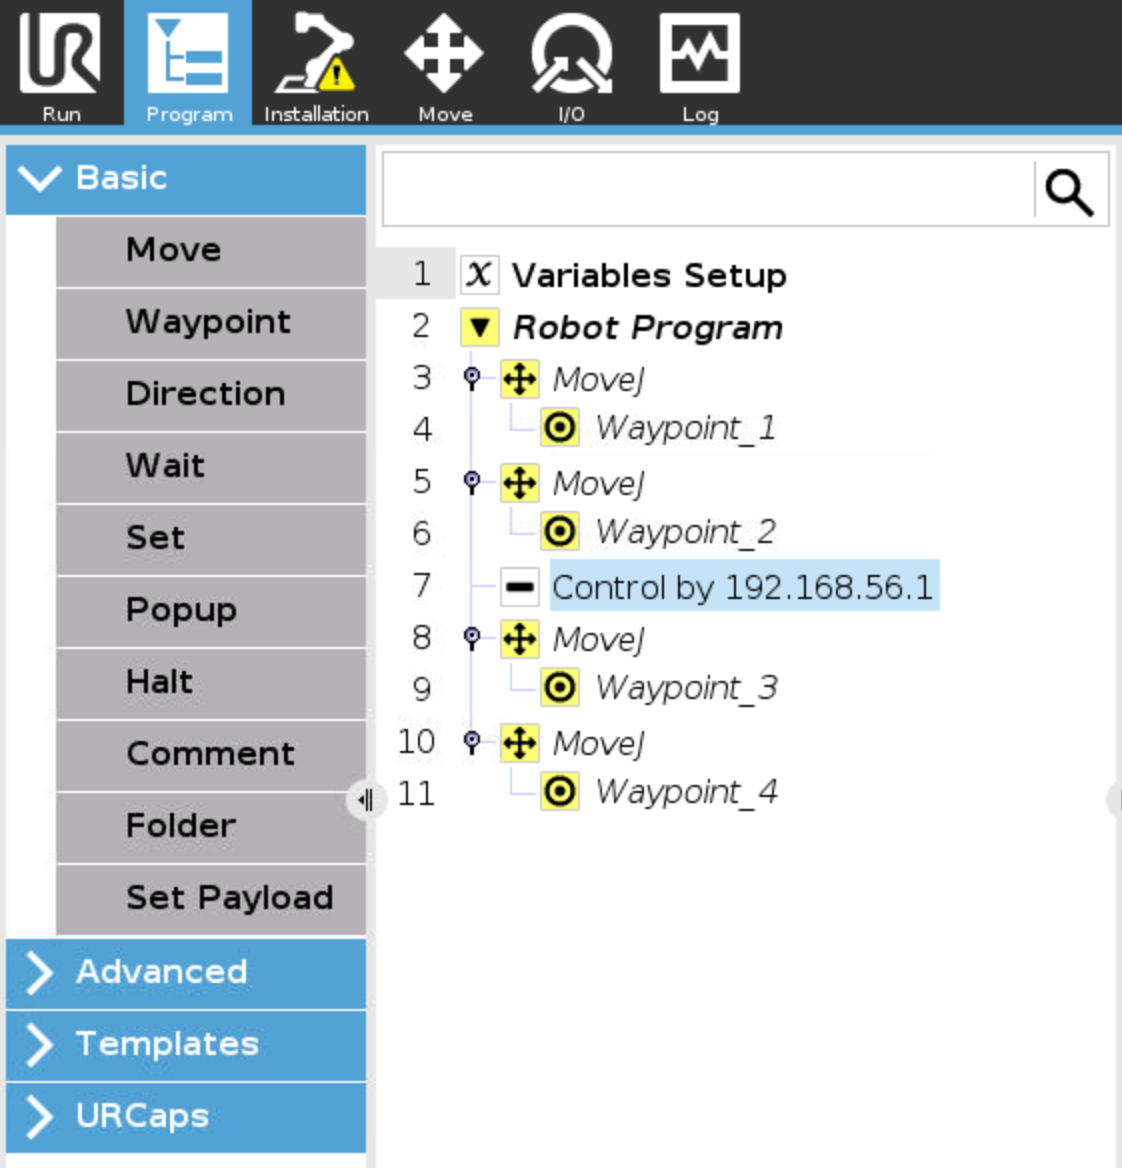 Run Program Installation Move I/O Log
Basic
Move
Waypoint
Direction
Wait
Set
Popup
Halt
Comment
Folder
Set Payload
Advanced
Templates
URCaps
1 X Variables Setup
2 Robot Program
3 MoveJ
4 Waypoint_1
5 MoveJ
6 Waypoint_2
7 Control by 192.168.56.1
8 MoveJ
9 Waypoint_3
10 MoveJ
11 Waypoint_4